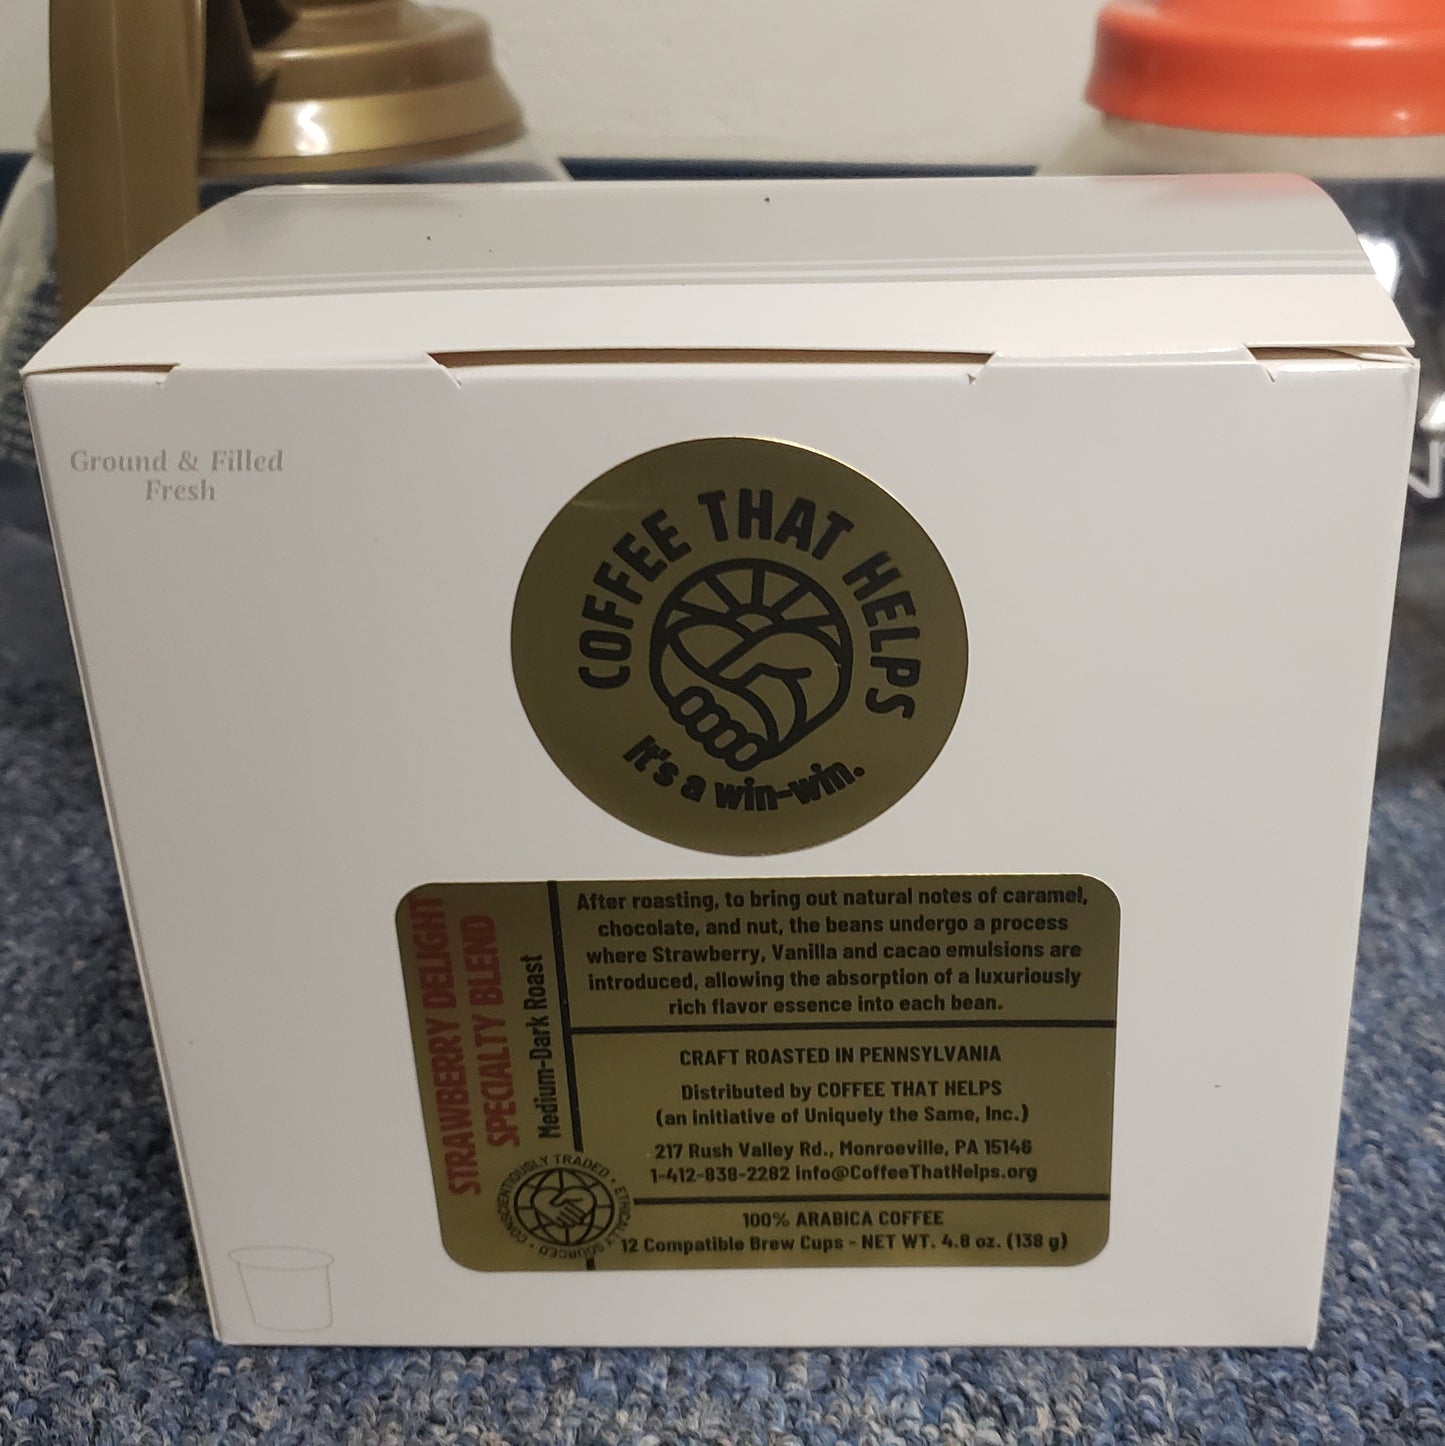 Ground & Filled
Fresh
COFFEE THAT HELPS
It's a win-win.
STRAWBERRY DELIGHT
SPECIALTY BLEND
Medium-Dark Roast
After roasting, to bring out natural notes of caramel,
chocolate, and nut, the beans undergo a process
where Strawberry, Vanilla and cacao emulsions are
introduced, allowing the absorption of a luxuriously
rich flavor essence into each bean.
CRAFT ROASTED IN PENNSYLVANIA
Distributed by COFFEE THAT HELPS
(an initiative of Uniquely the Same, Inc.)
217 Rush Valley Rd., Monroeville, PA 15146
1-412-838-2282 info@CoffeeThatHelps.org
CONSCIENTIOUSLY TRADED • ETHICALLY SOURCED •
100% ARABICA COFFEE
12 Compatible Brew Cups - NET WT. 4.8 oz. (138 g)